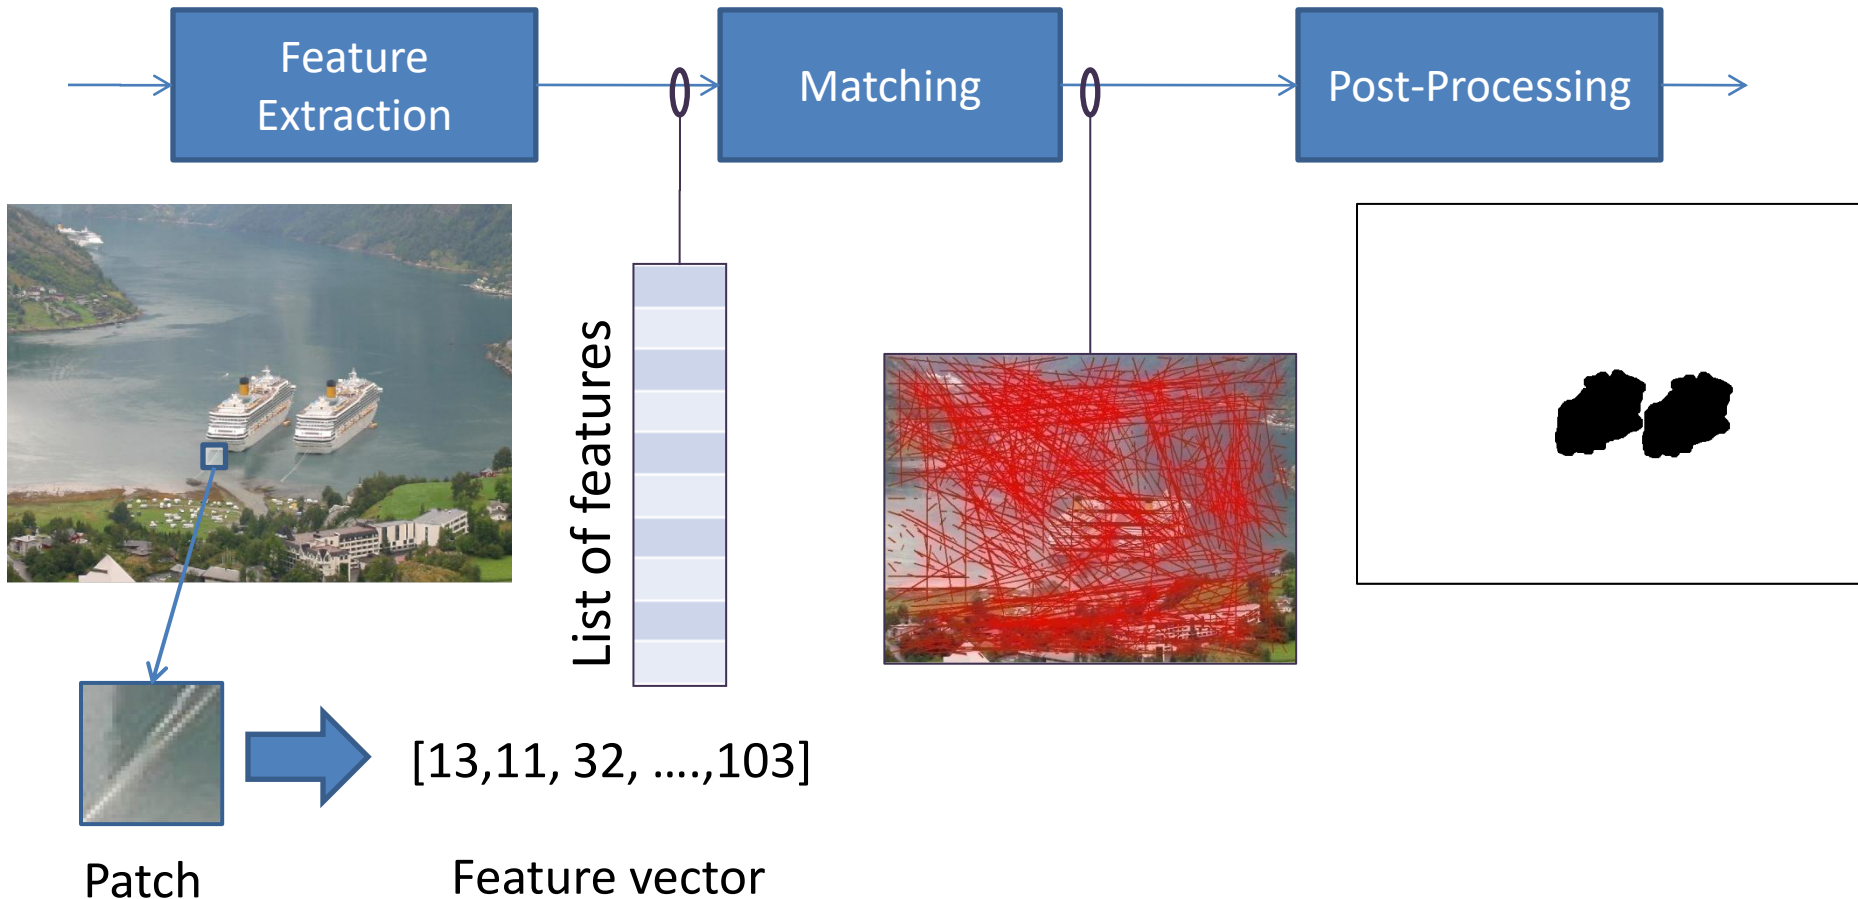 Feature
Extraction
Matching
Post-Processing
List of features
[13,11, 32, ....,103]
Patch
Feature vector